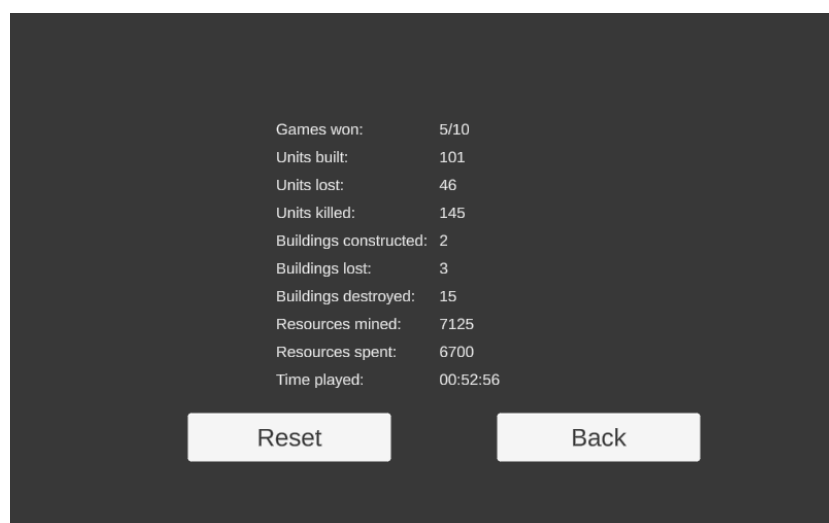 Games won: 5/10
Units built: 101
Units lost: 46
Units killed: 145
Buildings constructed: 2
Buildings lost: 3
Buildings destroyed: 15
Resources mined: 7125
Resources spent: 6700
Time played: 00:52:56
Reset Back